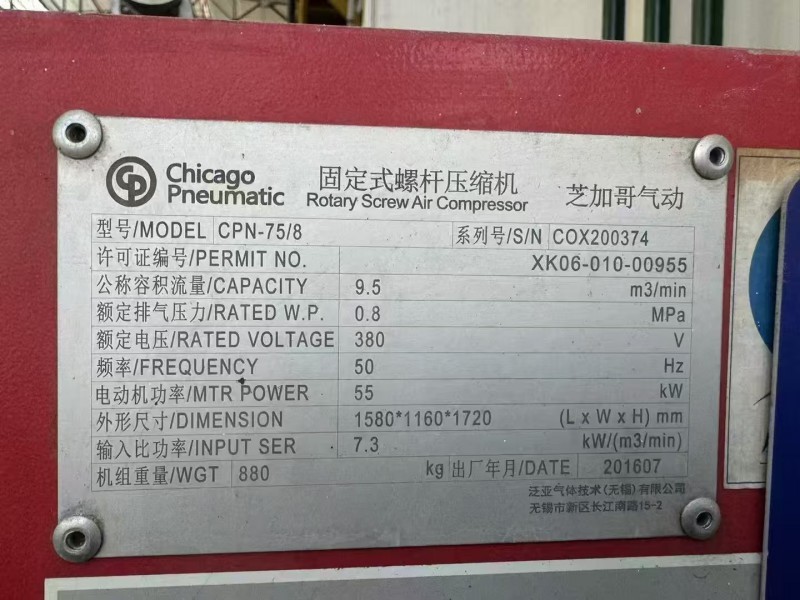 CP Chicago Pneumatic 固定式螺杆压缩机 芝加哥气动
Rotary Screw Air Compressor
型号/MODEL CPN-75/8 系列号/S/N COX200374
许可证编号/PERMIT NO. XK06-010-00955
公称容积流量/CAPACITY 9.5 m3/min
额定排气压力/RATED W.P. 0.8 MPa
额定电压/RATED VOLTAGE 380 V
频率/FREQUENCY 50 Hz
电动机功率/MTR POWER 55 kW
外形尺寸/DIMENSION 1580*1160*1720 (L x W x H) mm
输入比功率/INPUT SER 7.3 kW/(m3/min)
机组重量/WGT 880 kg 出厂年月/DATE 201607
泛亚气体技术(无锡)有限公司
无锡市新区长江南路15-2